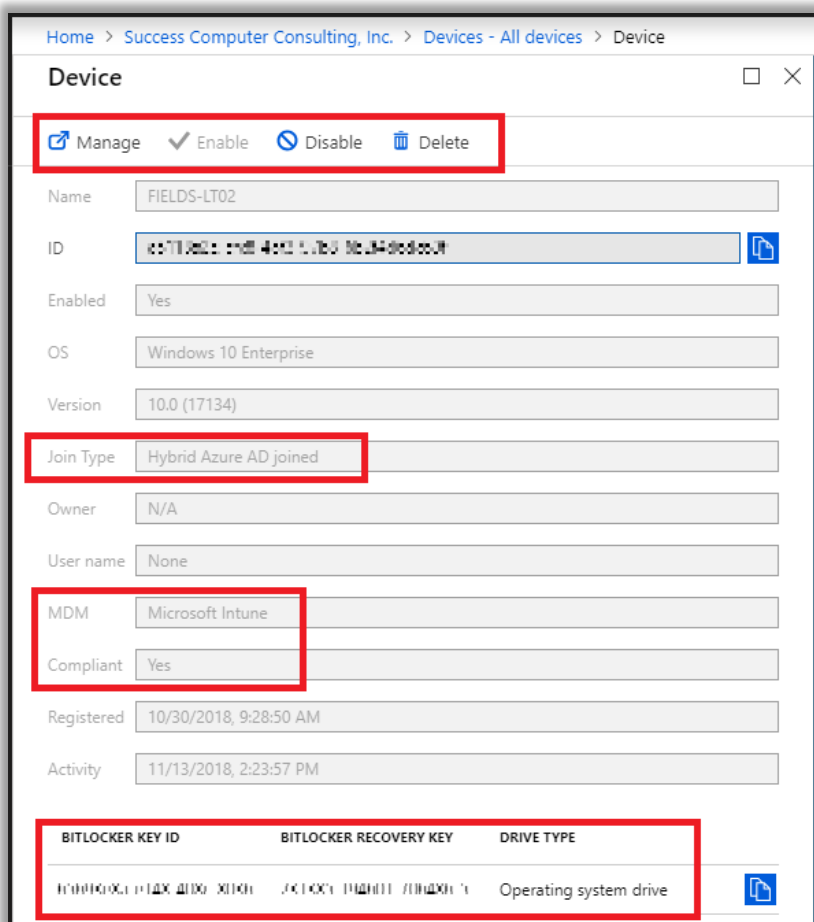 Home > Success Computer Consulting, Inc. > Devices - All devices > Device
Device
Manage Enable Disable Delete
Name FIELDS-LT02
ID
Enabled Yes
OS Windows 10 Enterprise
Version 10.0 (17134)
Join Type Hybrid Azure AD joined
Owner N/A
User name None
MDM Microsoft Intune
Compliant Yes
Registered 10/30/2018, 9:28:50 AM
Activity 11/13/2018, 2:23:57 PM
BITLOCKER KEY ID BITLOCKER RECOVERY KEY DRIVE TYPE
Operating system drive